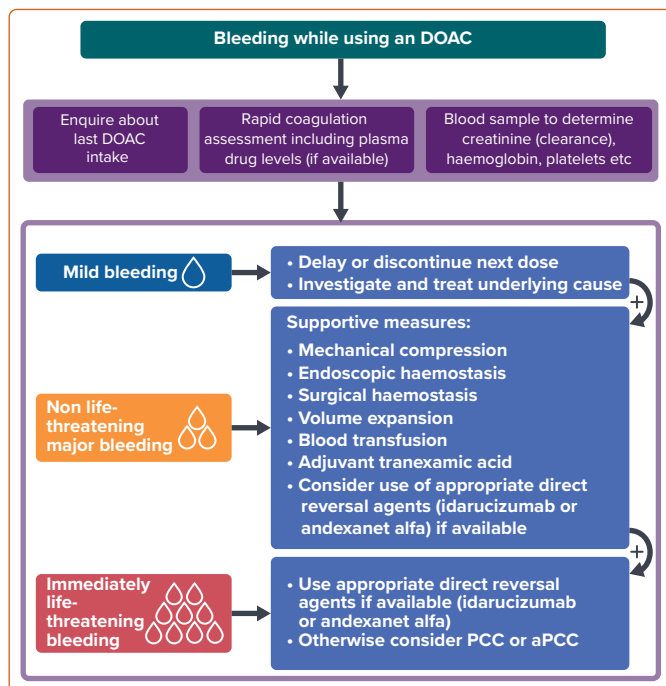 Bleeding while using an DOAC
Enquire about
last DOAC
intake
Rapid coagulation
assessment including plasma
drug levels (if available)
Blood sample to determine
creatinine (clearance),
haemoglobin, platelets etc
Mild bleeding
• Delay or discontinue next dose
• Investigate and treat underlying cause
+
Non life-
threatening
major bleeding
Supportive measures:
• Mechanical compression
• Endoscopic haemostasis
• Surgical haemostasis
• Volume expansion
• Blood transfusion
• Adjuvant tranexamic acid
• Consider use of appropriate direct
reversal agents (idarucizumab or
andexanet alfa) if available
+
Immediately
life-
threatening
bleeding
• Use appropriate direct reversal
agents if available (idarucizumab
or andexanet alfa)
• Otherwise consider PCC or aPCC